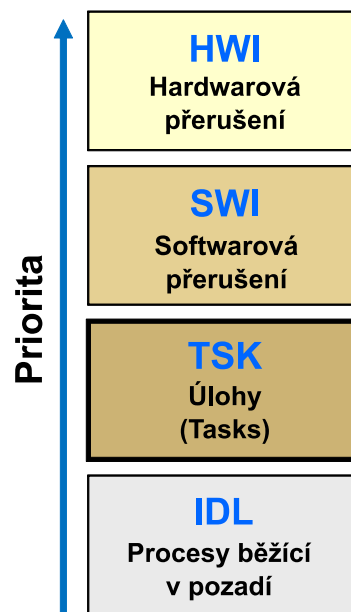 HWI
Hardwarová
přerušení
SWI
Softwarová
přerušení
TSK
Úlohy
(Tasks)
IDL
Procesy běžící
v pozadí
Priorita